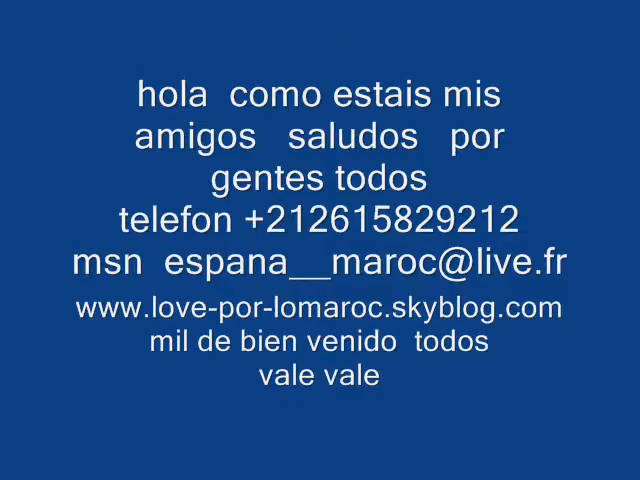 hola  como estais mis
amigos   saludos   por
gentes todos
telefon +212615829212
msn  espana__maroc@live.fr
www.love-por-lomaroc.skyblog.com
mil de bien venido  todos
vale vale